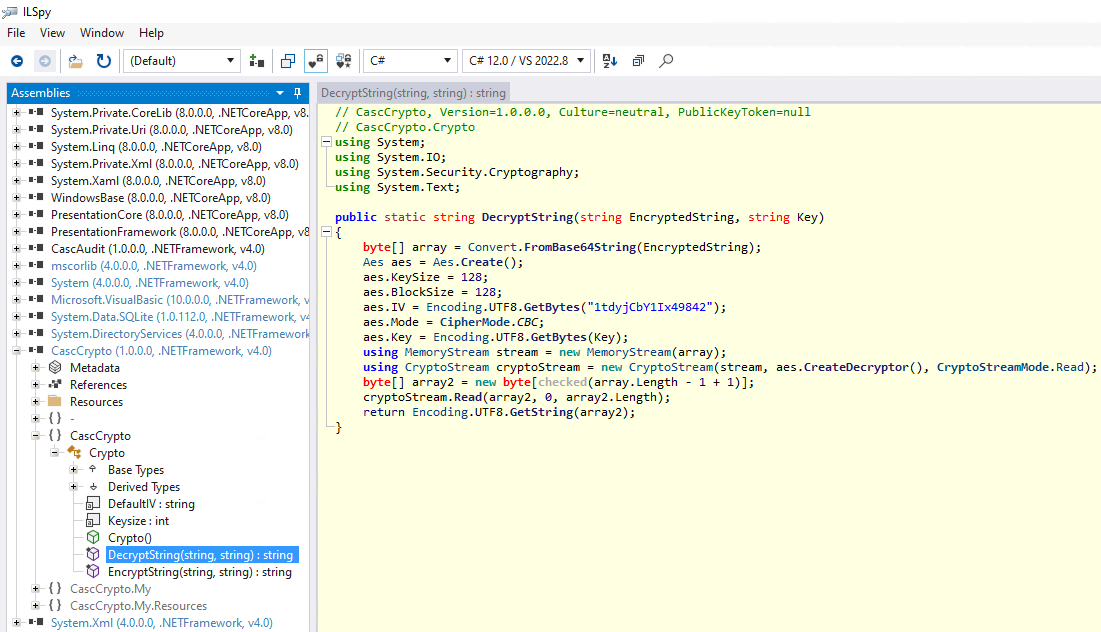 ILSpy
File View Window Help
(Default) C# C# 12.0 / VS 2022.8
Assemblies
System.Private.CoreLib (8.0.0.0, .NETCoreApp, v8.
System.Private.Uri (8.0.0.0, .NETCoreApp, v8.0)
System.Linq (8.0.0.0, .NETCoreApp, v8.0)
System.Private.Xml (8.0.0.0, .NETCoreApp, v8.0)
System.Xaml (8.0.0.0, .NETCoreApp, v8.0)
WindowsBase (8.0.0.0, .NETCoreApp, v8.0)
PresentationCore (8.0.0.0, .NETCoreApp, v8.0)
PresentationFramework (8.0.0.0, .NETCoreApp, v8
CascAudit (1.0.0.0, .NETFramework, v4.0)
mscorlib (4.0.0.0, .NETFramework, v4.0)
System (4.0.0.0, .NETFramework, v4.0)
Microsoft.VisualBasic (10.0.0.0, .NETFramework, v
System.Data.SQLite (1.0.112.0, .NETFramework, v4
System.DirectoryServices (4.0.0.0, .NETFramework
CascCrypto (1.0.0.0, .NETFramework, v4.0)
Metadata
References
Resources
{ } -
{ } CascCrypto
Crypto
Base Types
Derived Types
DefaultIV : string
Keysize : int
Crypto()
DecryptString(string, string) : string
EncryptString(string, string) : string
{ } CascCrypto.My
{ } CascCrypto.My.Resources
System.Xml (4.0.0.0, .NETFramework, v4.0)
DecryptString(string, string) : string
// CascCrypto, Version=1.0.0.0, Culture=neutral, PublicKeyToken=null
// CascCrypto.Crypto
using System;
using System.IO;
using System.Security.Cryptography;
using System.Text;
public static string DecryptString(string EncryptedString, string Key)
{
byte[] array = Convert.FromBase64String(EncryptedString);
Aes aes = Aes.Create();
aes.KeySize = 128;
aes.BlockSize = 128;
aes.IV = Encoding.UTF8.GetBytes("1tdyjCbY1Ix49842");
aes.Mode = CipherMode.CBC;
aes.Key = Encoding.UTF8.GetBytes(Key);
using MemoryStream stream = new MemoryStream(array);
using CryptoStream cryptoStream = new CryptoStream(stream, aes.CreateDecryptor(), CryptoStreamMode.Read);
byte[] array2 = new byte[checked(array.Length - 1 + 1)];
cryptoStream.Read(array2, 0, array2.Length);
return Encoding.UTF8.GetString(array2);
}